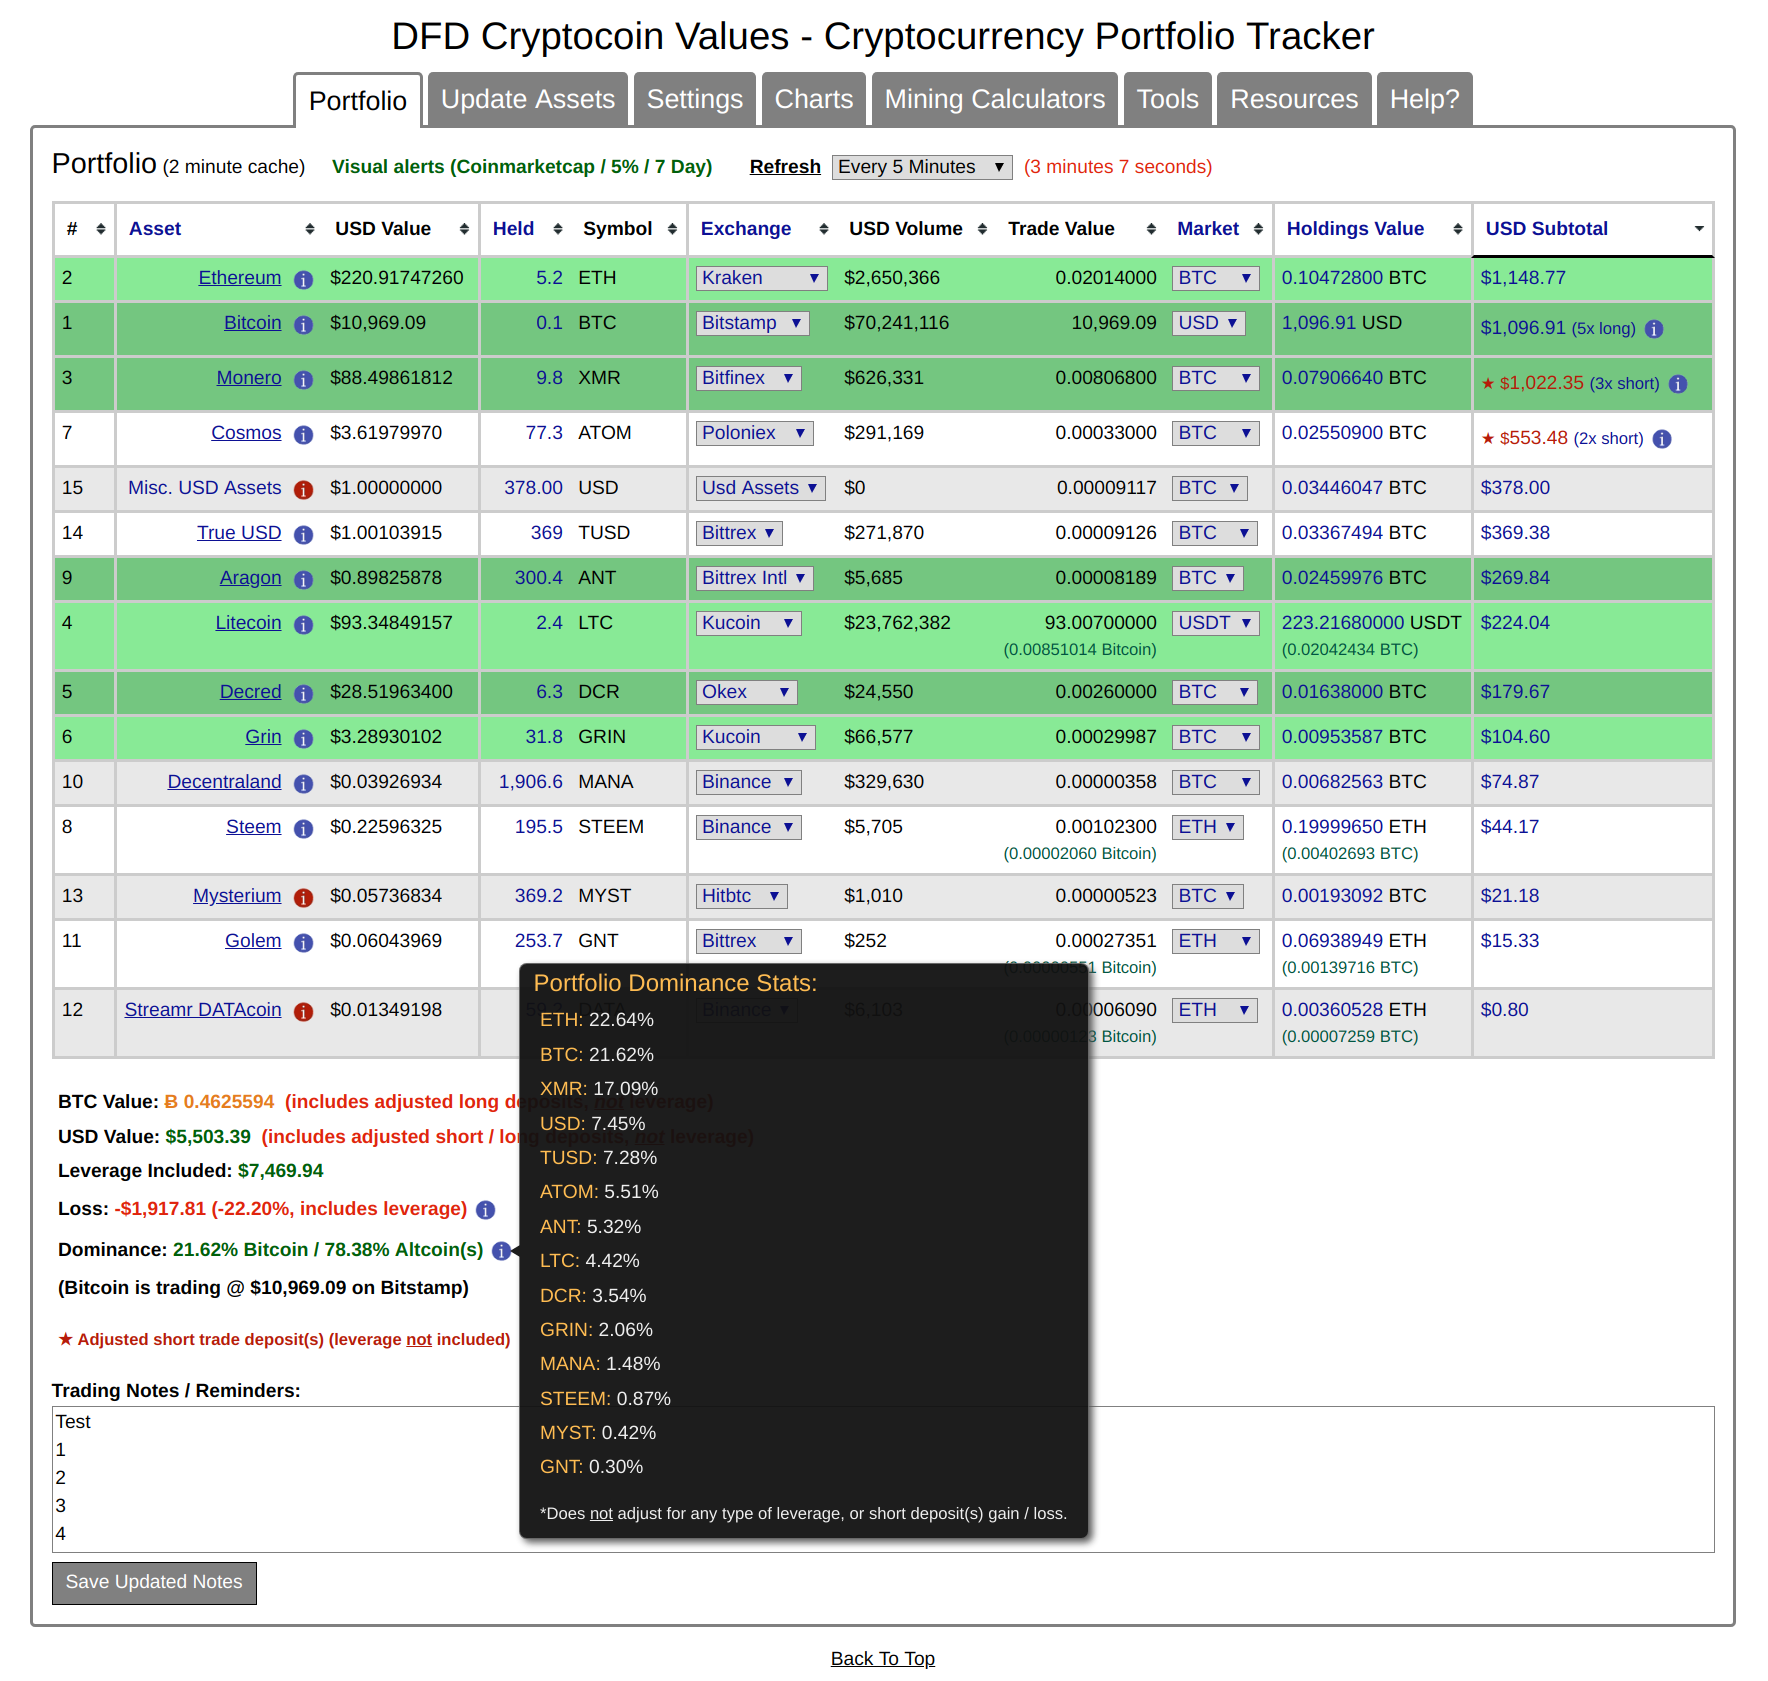 DFD Cryptocoin Values - Cryptocurrency Portfolio Tracker
Portfolio Update Assets Settings Charts Mining Calculators Tools Resources Help?
Portfolio (2 minute cache) Visual alerts (Coinmarketcap / 5% / 7 Day) Refresh Every 5 Minutes (3 minutes 7 seconds)
# Asset USD Value Held Symbol Exchange USD Volume Trade Value Market Holdings Value USD Subtotal
2 Ethereum $220.91747260 5.2 ETH Kraken $2,650,366 0.02014000 BTC 0.10472800 BTC $1,148.77
1 Bitcoin $10,969.09 0.1 BTC Bitstamp $70,241,116 10,969.09 USD 1,096.91 USD $1,096.91 (5x long)
3 Monero $88.49861812 9.8 XMR Bitfinex $626,331 0.00806800 BTC 0.07906640 BTC ★ $1,022.35 (3x short)
7 Cosmos $3.61979970 77.3 ATOM Poloniex $291,169 0.00033000 BTC 0.02550900 BTC ★ $553.48 (2x short)
15 Misc. USD Assets $1.00000000 378.00 USD Usd Assets $0 0.00009117 BTC 0.03446047 BTC $378.00
14 True USD $1.00103915 369 TUSD Bittrex $271,870 0.00009126 BTC 0.03367494 BTC $369.38
9 Aragon $0.89825878 300.4 ANT Bittrex Intl $5,685 0.00008189 BTC 0.02459976 BTC $269.84
4 Litecoin $93.34849157 2.4 LTC Kucoin $23,762,382 93.00700000 USDT 223.21680000 USDT $224.04
(0.00851014 Bitcoin) (0.02042434 BTC)
5 Decred $28.51963400 6.3 DCR Okex $24,550 0.00260000 BTC 0.01638000 BTC $179.67
6 Grin $3.28930102 31.8 GRIN Kucoin $66,577 0.00029987 BTC 0.00953587 BTC $104.60
10 Decentraland $0.03926934 1,906.6 MANA Binance $329,630 0.00000358 BTC 0.00682563 BTC $74.87
8 Steem $0.22596325 195.5 STEEM Binance $5,705 0.00102300 ETH 0.19999650 ETH $44.17
(0.00002060 Bitcoin) (0.00402693 BTC)
13 Mysterium $0.05736834 369.2 MYST Hitbtc $1,010 0.00000523 BTC 0.00193092 BTC $21.18
11 Golem $0.06043969 253.7 GNT Bittrex $252 0.00027351 ETH 0.06938949 ETH $15.33
(0.00000551 Bitcoin) (0.00139716 BTC)
12 Streamr DATAcoin $0.01349198 59.2 DATA Binance $6,103 0.00006090 ETH 0.00360528 ETH $0.80
(0.00000123 Bitcoin) (0.00007259 BTC)
BTC Value: Ƀ 0.4625594 (includes adjusted long deposits, not leverage)
USD Value: $5,503.39 (includes adjusted short / long deposits, not leverage)
Leverage Included: $7,469.94
Loss: -$1,917.81 (-22.20%, includes leverage)
Dominance: 21.62% Bitcoin / 78.38% Altcoin(s)
(Bitcoin is trading @ $10,969.09 on Bitstamp)
★ Adjusted short trade deposit(s) (leverage not included)
Portfolio Dominance Stats:
ETH: 22.64%
BTC: 21.62%
XMR: 17.09%
USD: 7.45%
TUSD: 7.28%
ATOM: 5.51%
ANT: 5.32%
LTC: 4.42%
DCR: 3.54%
GRIN: 2.06%
MANA: 1.48%
STEEM: 0.87%
MYST: 0.42%
GNT: 0.30%
*Does not adjust for any type of leverage, or short deposit(s) gain / loss.
Trading Notes / Reminders:
Test
1
2
3
4
Save Updated Notes
Back To Top